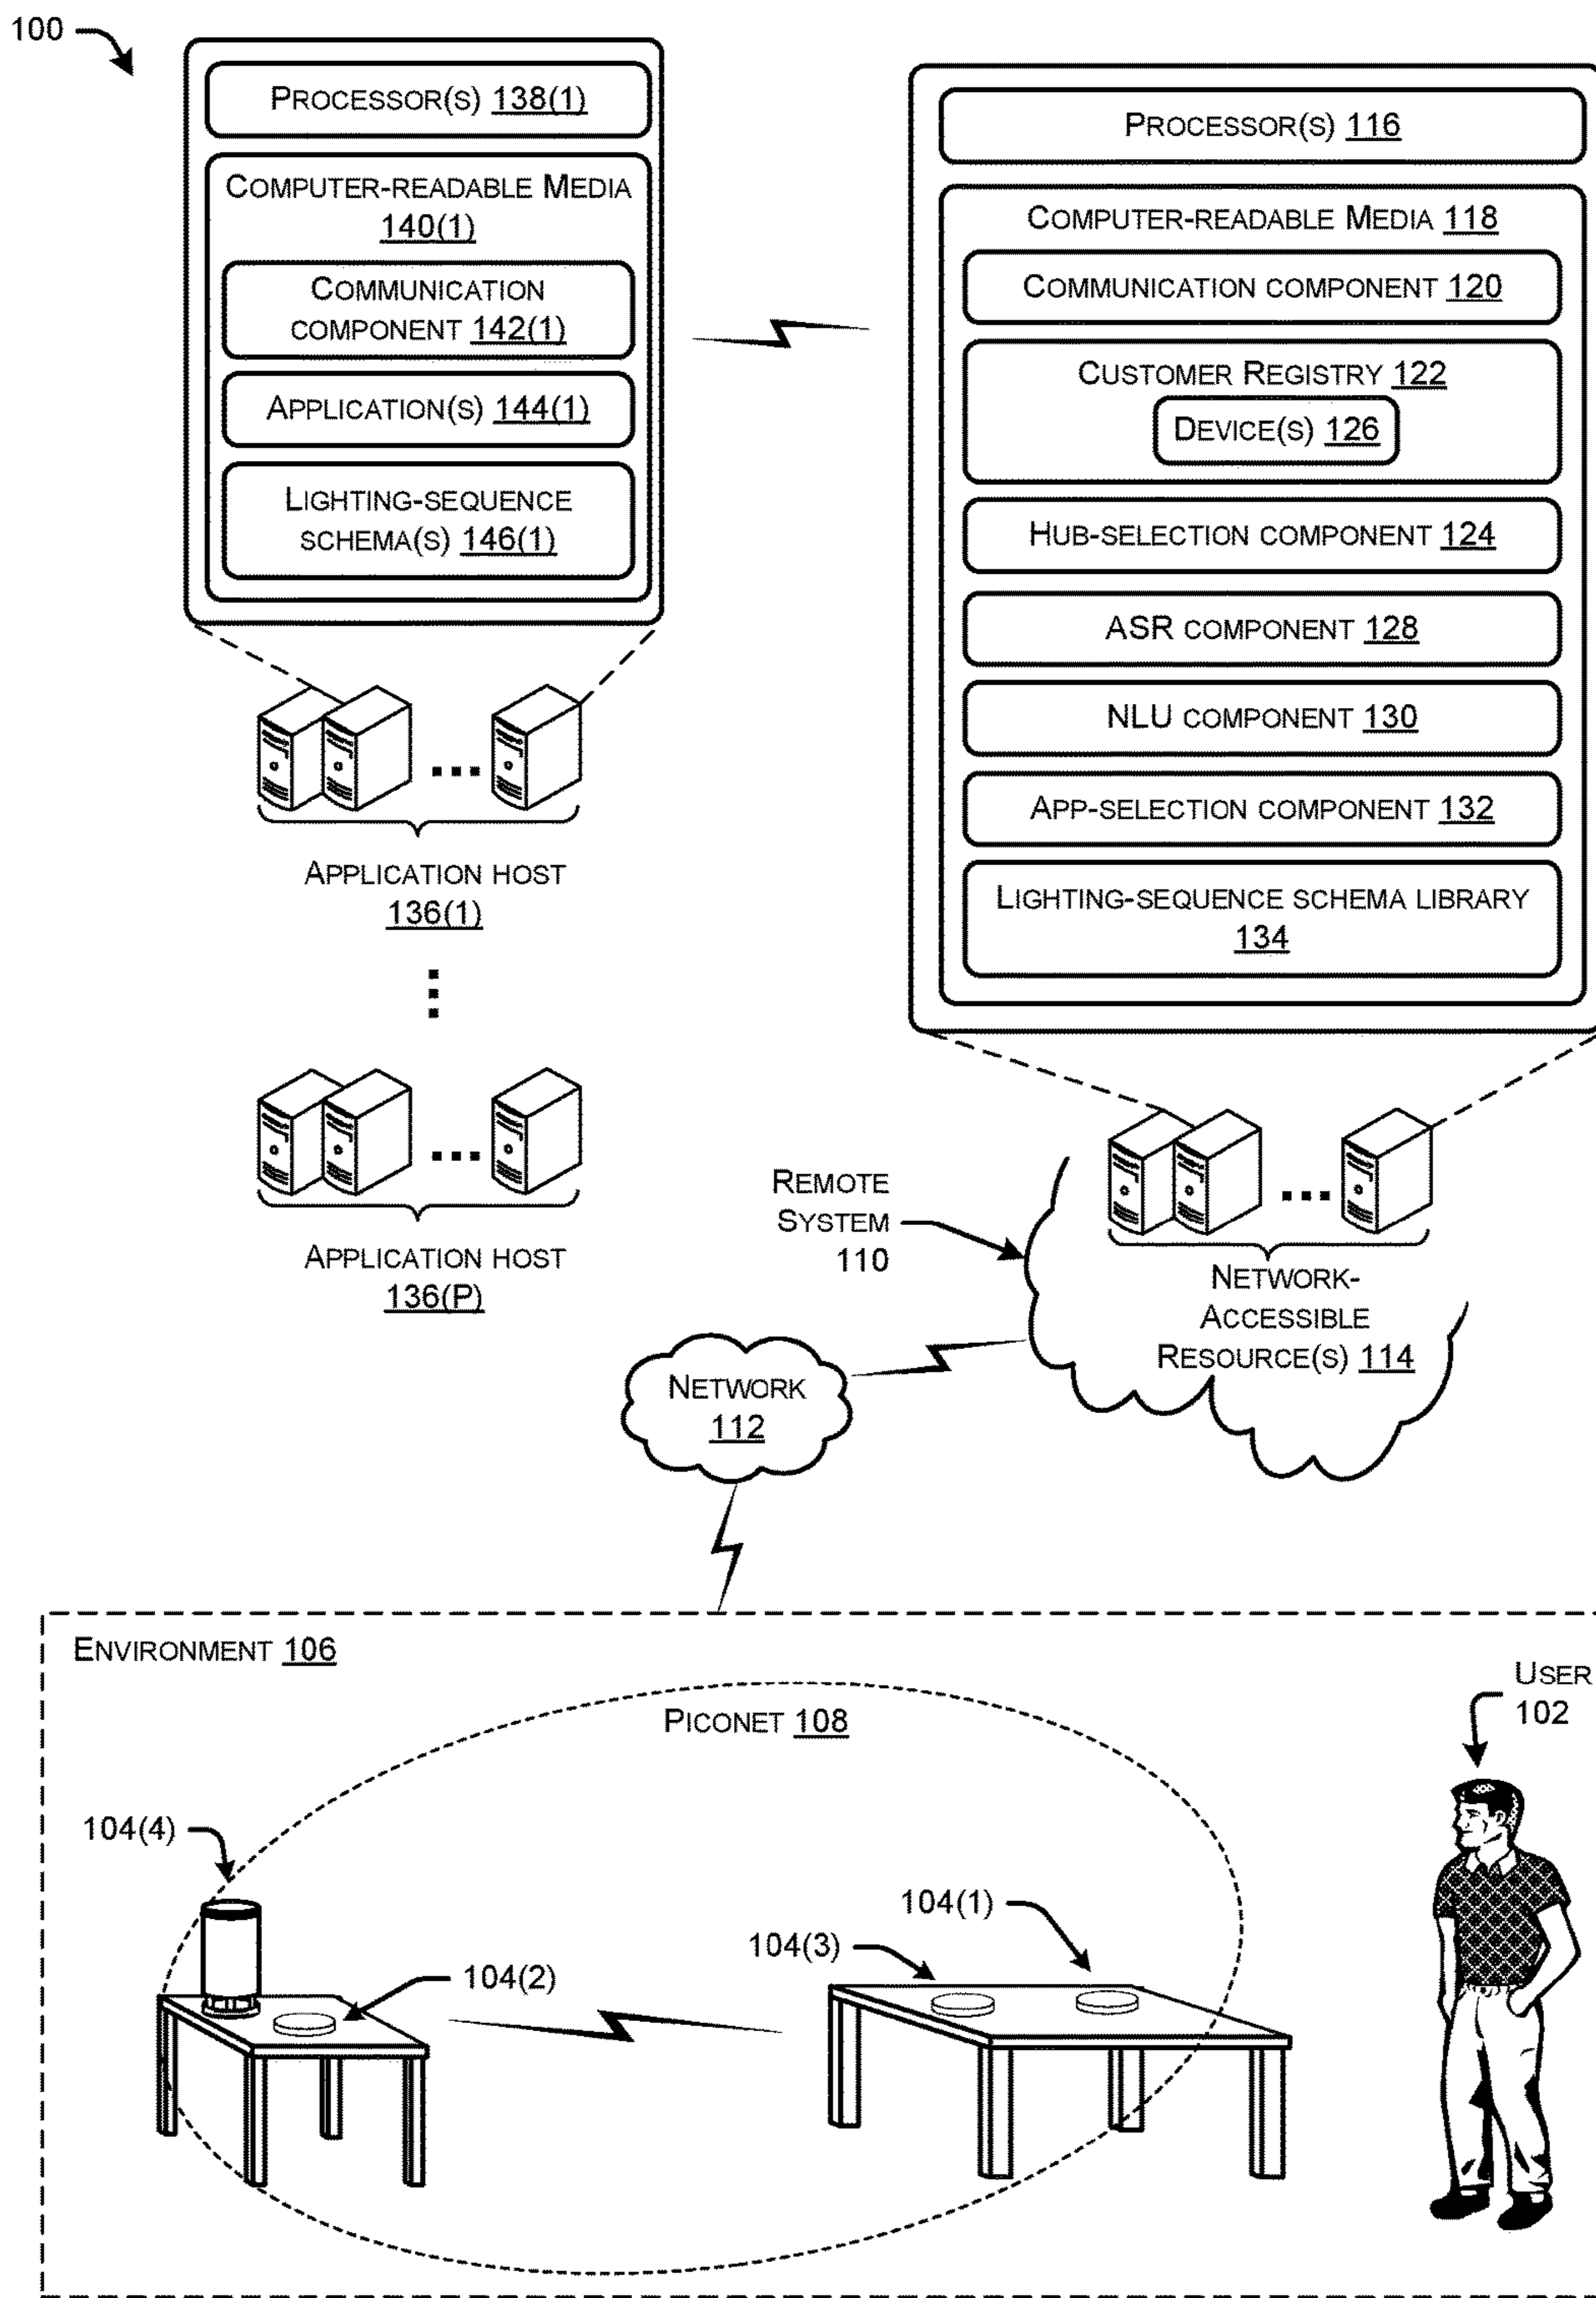 100
PROCESSOR(S) 138(1)
COMPUTER-READABLE MEDIA
140(1)
COMMUNICATION
COMPONENT 142(1)
APPLICATION(S) 144(1)
LIGHTING-SEQUENCE
SCHEMA(S) 146(1)
APPLICATION HOST
136(1)
APPLICATION HOST
136(P)
PROCESSOR(S) 116
COMPUTER-READABLE MEDIA 118
COMMUNICATION COMPONENT 120
CUSTOMER REGISTRY 122
DEVICE(S) 126
HUB-SELECTION COMPONENT 124
ASR COMPONENT 128
NLU COMPONENT 130
APP-SELECTION COMPONENT 132
LIGHTING-SEQUENCE SCHEMA LIBRARY
134
REMOTE
SYSTEM
110
NETWORK-
ACCESSIBLE
RESOURCE(S) 114
NETWORK
112
ENVIRONMENT 106
PICONET 108
USER
102
104(4)
104(2)
104(3)
104(1)